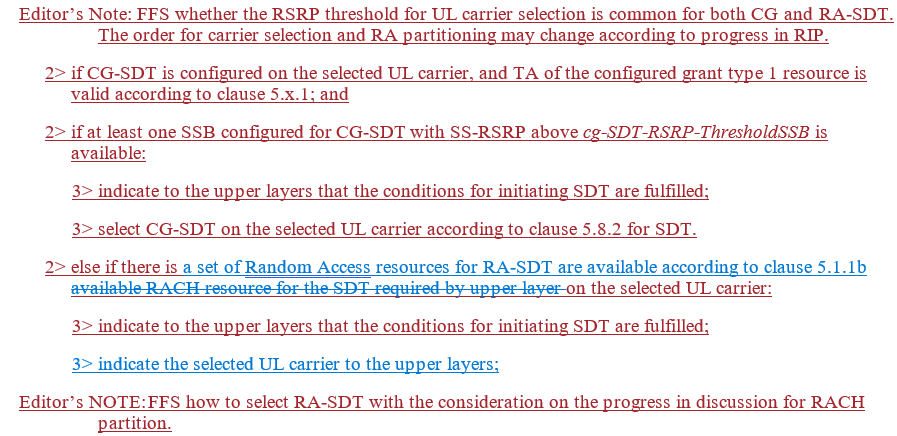 Editor's Note: FFS whether the RSRP threshold for UL carrier selection is common for both CG and RA-SDT.
The order for carrier selection and RA partitioning may change according to progress in RIP.
2> if CG-SDT is configured on the selected UL carrier, and TA of the configured grant type 1 resource is
valid according to clause 5.x.1; and
2> if at least one SSB configured for CG-SDT with SS-RSRP above cg-SDT-RSRP-ThresholdSSB is
available:
3> indicate to the upper layers that the conditions for initiating SDT are fulfilled;
3> select CG-SDT on the selected UL carrier according to clause 5.8.2 for SDT.
2> else if there is a set of Random Access resources for RA-SDT are available according to clause 5.1.1b
available RACH resource for the SDT required by upper layer on the selected UL carrier:
3> indicate to the upper layers that the conditions for initiating SDT are fulfilled;
3> indicate the selected UL carrier to the upper layers;
Editor's NOTE:FFS how to select RA-SDT with the consideration on the progress in discussion for RACH
partition.